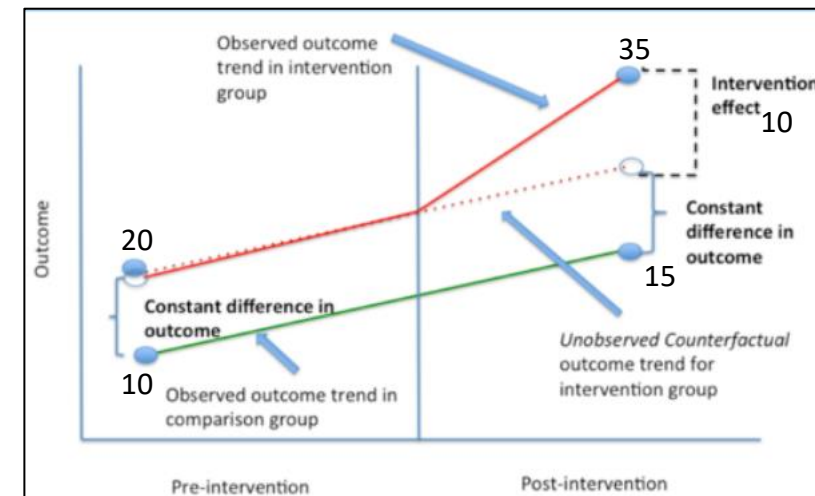 Observed outcome
trend in intervention
group
35
Intervention
effect
10
Outcome
20
Constant difference in
outcome
Constant
difference in
outcome
15
10
Observed outcome trend in
comparison group
Unobserved Counterfactual
outcome trend for
intervention group
Pre-intervention
Post-intervention